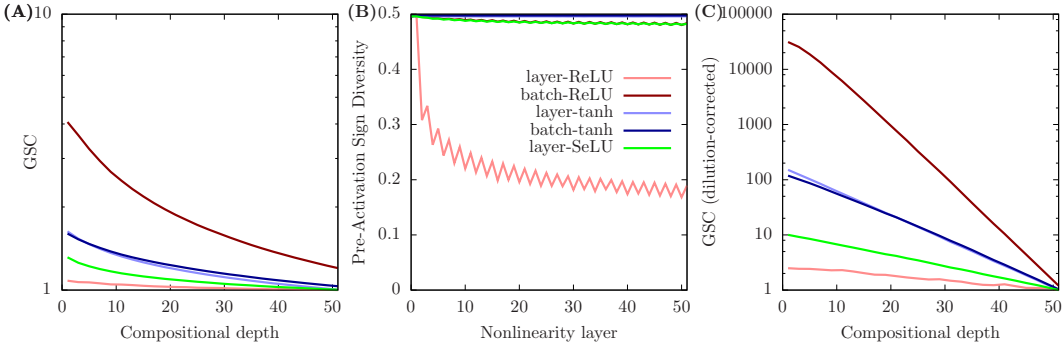 (A)
10
1
GSC
0 10 20 30 40 50
Compositional depth
(B)
0.5
0.4
0.3
0.2
0.1
0
Pre-Activation Sign Diversity
layer-ReLU
batch-ReLU
layer-tanh
batch-tanh
layer-SeLU
0 10 20 30 40 50
Nonlinearity layer
(C)
100000
10000
1000
100
10
1
GSC (dilution-corrected)
0 10 20 30 40 50
Compositional depth